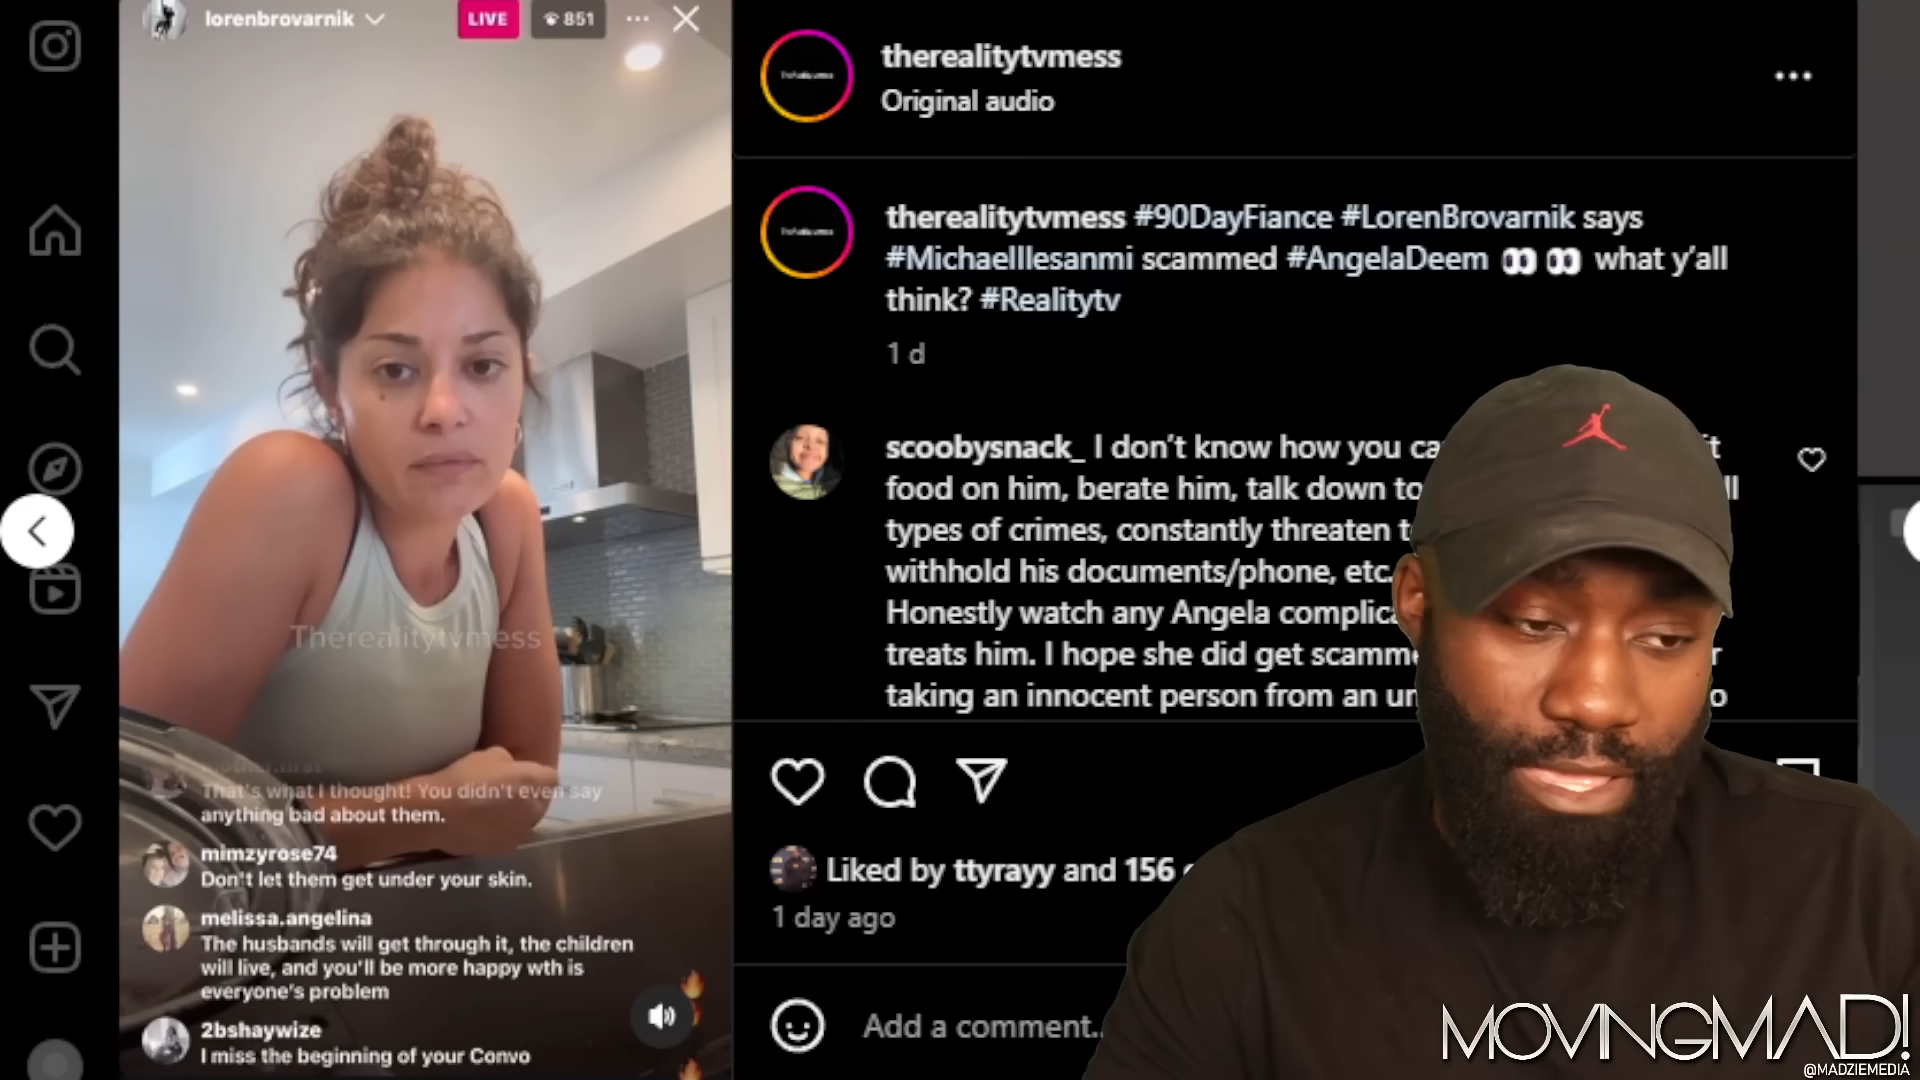 lorenbrovarnik
LIVE
851
therealitytvmess
Original audio
therealitytvmess #90DayFiance #LorenBrovarnik says
#MichaelIlesanmi scammed #AngelaDeem 👀 👀 what y'all
think? #Realitytv
1 d
scoobysnack_ I don't know how you
food on him, berate him, talk down to
types of crimes, constantly threaten
withhold his documents/phone, etc.
Honestly watch any Angela
treats him. I hope she did get
taking an innocent person from an
Therealitytvmess
That's what I thought! You didn't even say
anything bad about them.
mimzyrose74
Don't let them get under your skin.
melissa.angelina
The husbands will get through it, the children
will live, and you'll be more happy wth is
everyone's problem
2bshaywize
I miss the beginning of your Convo
Liked by ttyrayy and 156
1 day ago
Add a comment..
MOVINGMAD!
@MADZIEMEDIA